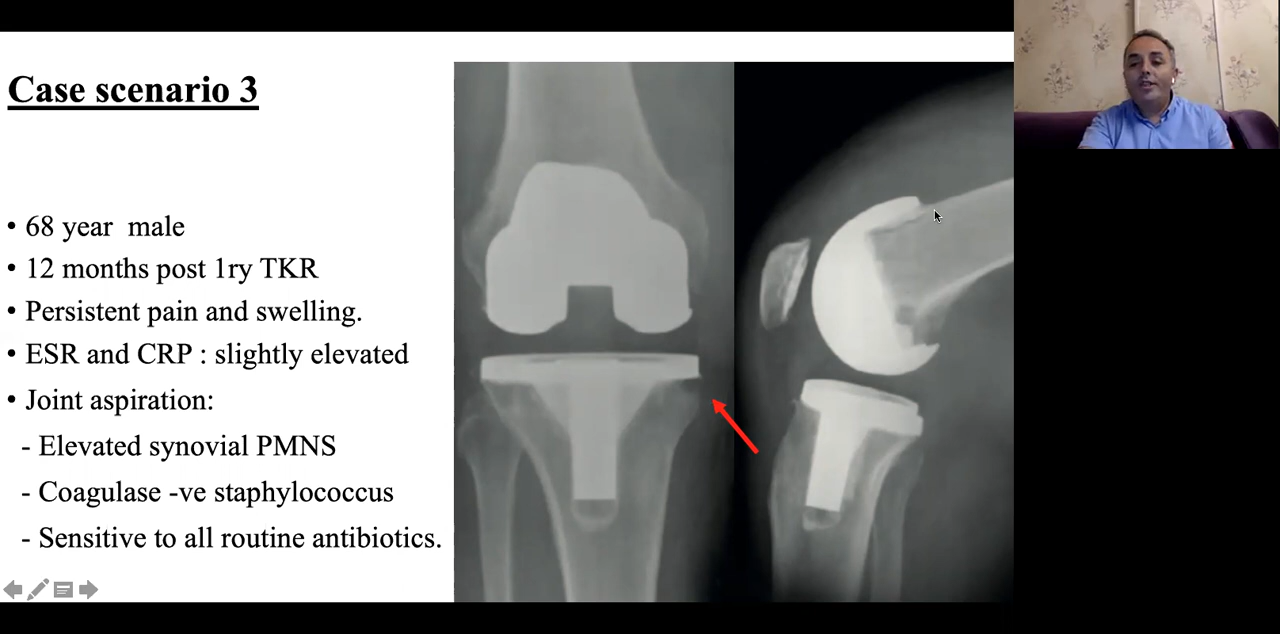 Case scenario 3
• 68 year  male
• 12 months post 1ry TKR
• Persistent pain and swelling.
• ESR and CRP : slightly elevated
• Joint aspiration:
- Elevated synovial PMNS
- Coagulase -ve staphylococcus
- Sensitive to all routine antibiotics.